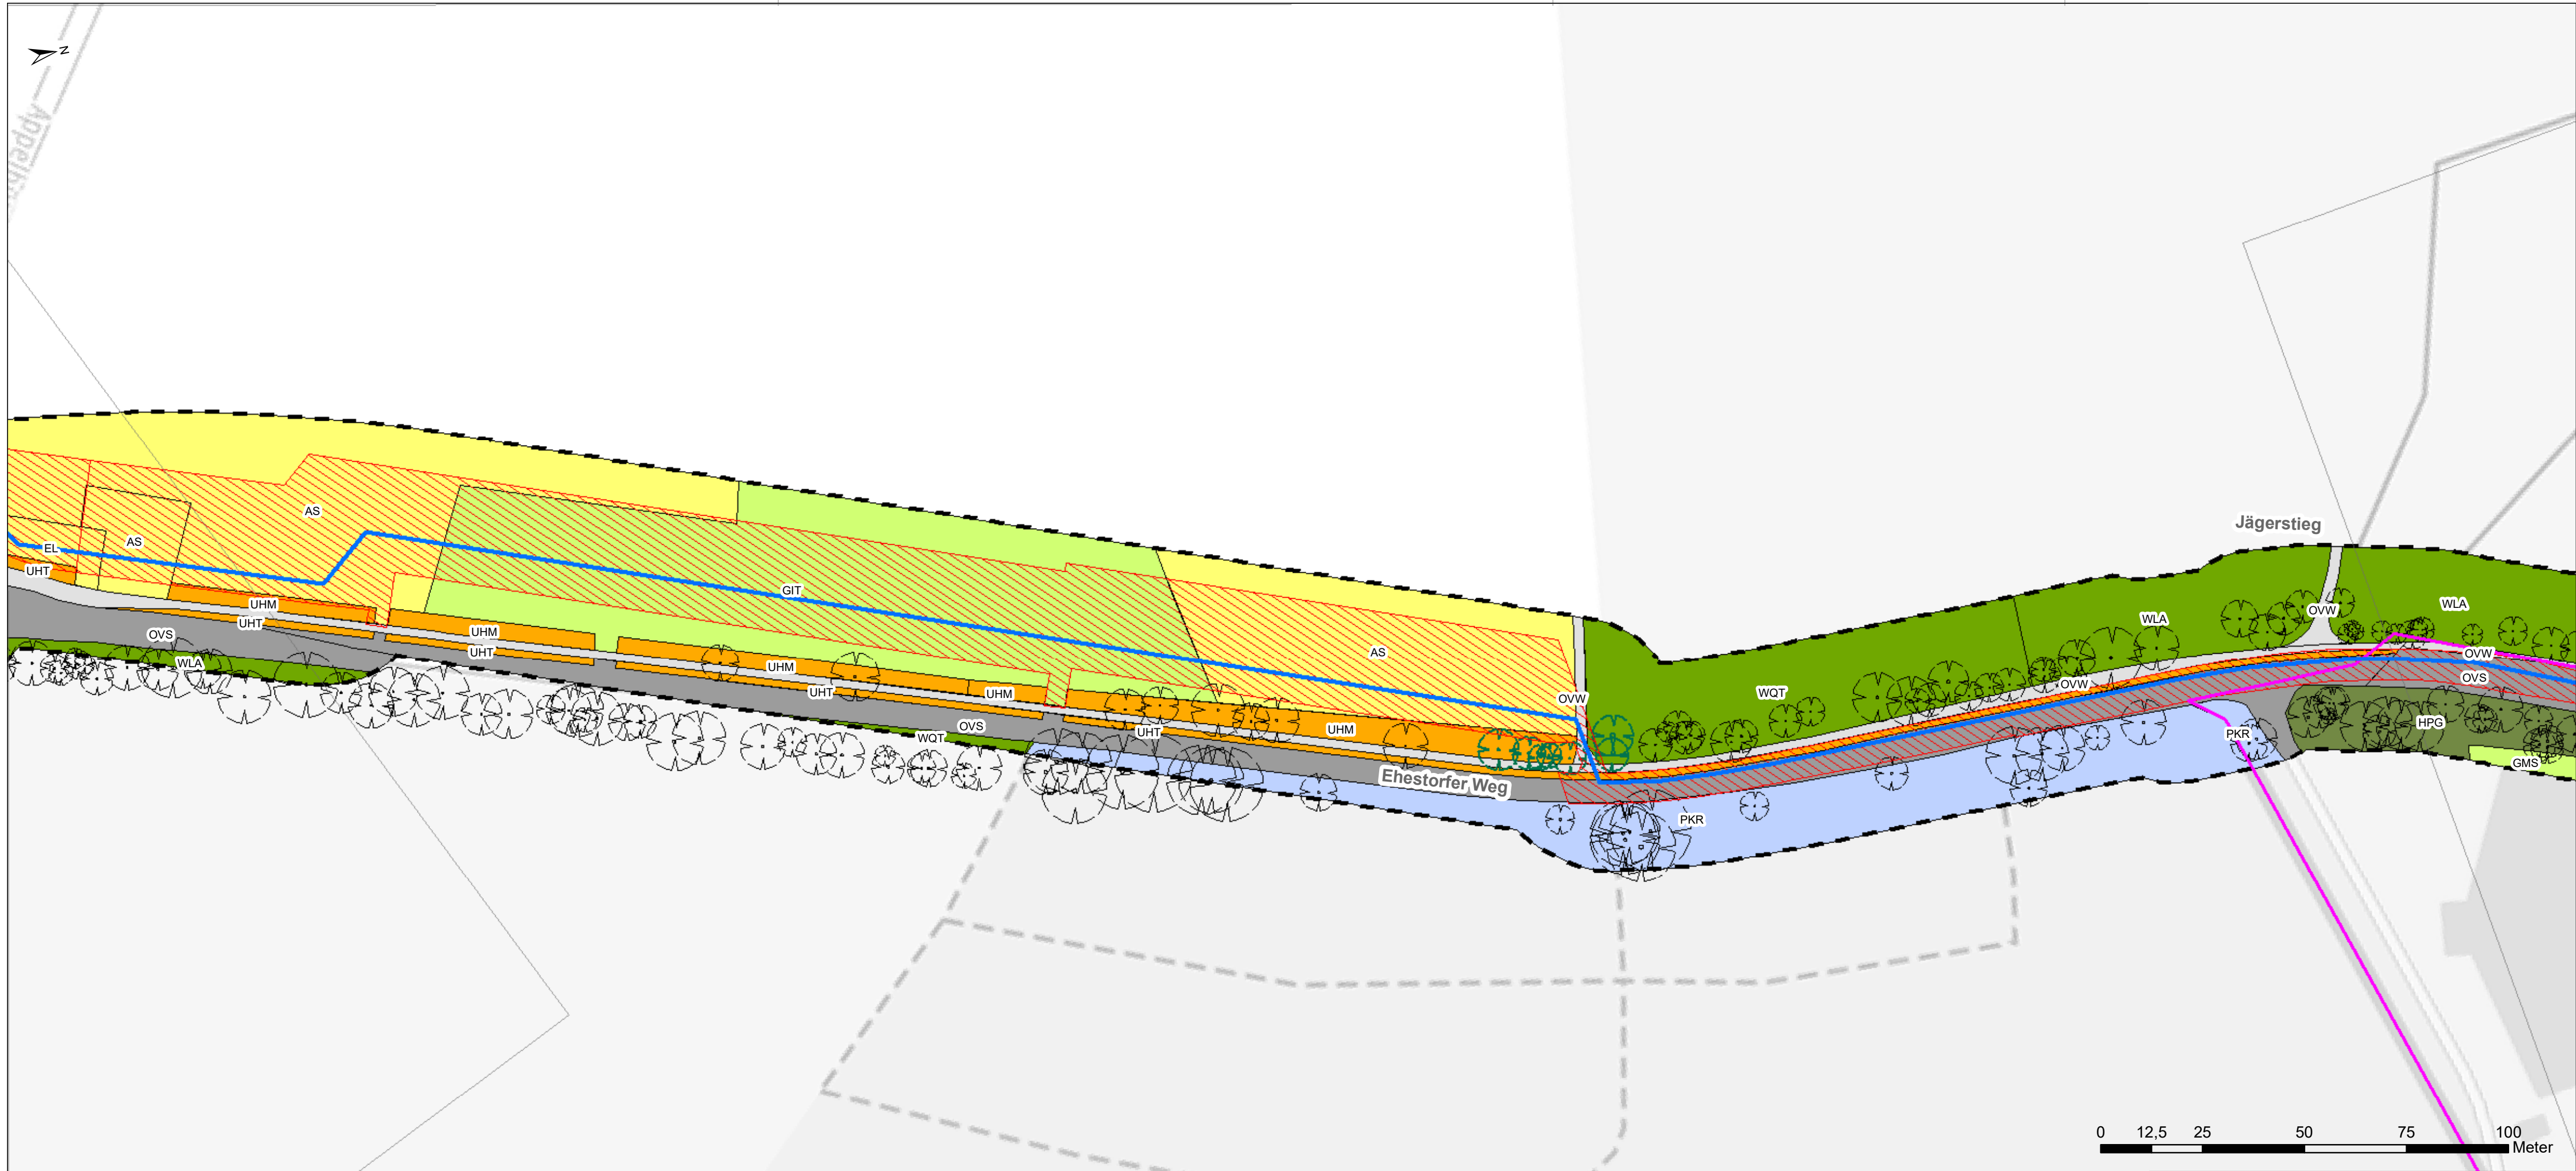 N
Appelbü
Jägerstieg
AS
AS
EL
UHT
GIT
UHM
UHT
OVS
WLA
UHM
UHT
UHM
UHT
UHM
OVS
WQT
UHT
UHM
AS
OVW
Ehestorfer Weg
WQT
PKR
WLA
OVW
OVW
WLA
OVW
OVS
PKR
HPG
GMS
0 12,5 25 50 75 100
Meter